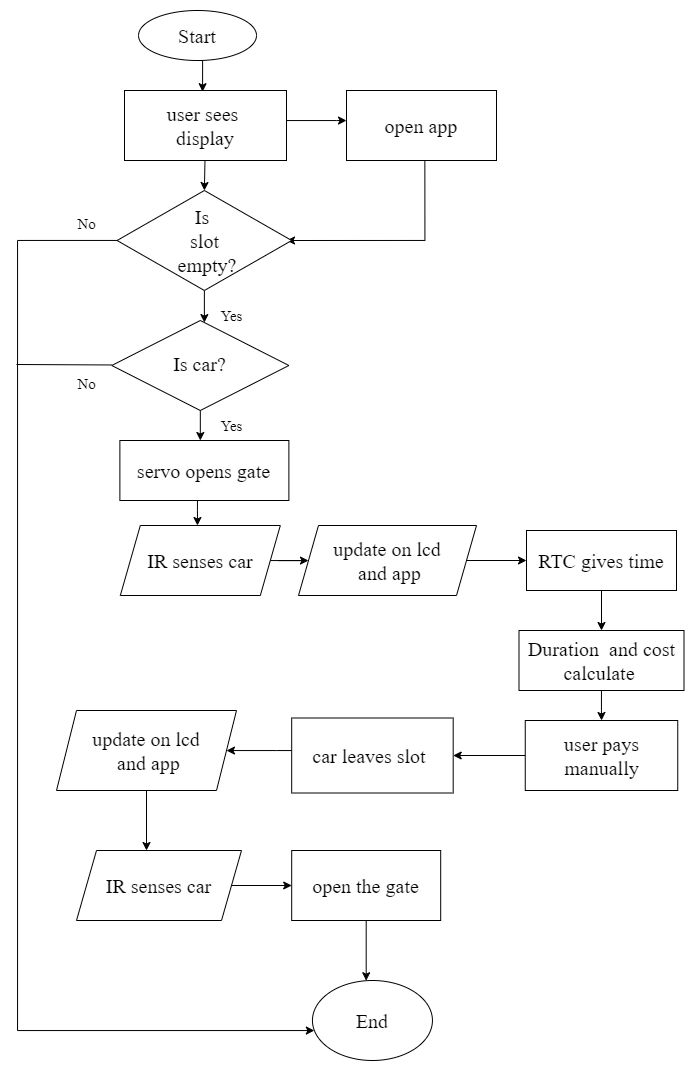 Start
user sees
display
open app
No
Is
slot
empty?
Yes
Is car?
No
Yes
servo opens gate
IR senses car
update on lcd
and app
RTC gives time
Duration  and cost
calculate
update on lcd
and app
car leaves slot
user pays
manually
IR senses car
open the gate
End